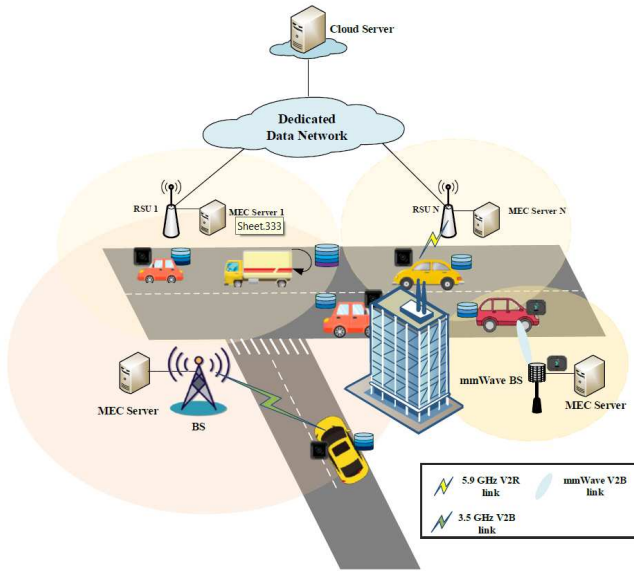 Cloud Server
Dedicated
Data Network
RSU 1
MEC Server 1
Sheet.333
RSU N
MEC Server N
mmWave BS
MEC Server
BS
MEC Server
5.9 GHz V2R
link
mmWave V2B
link
3.5 GHz V2B
link